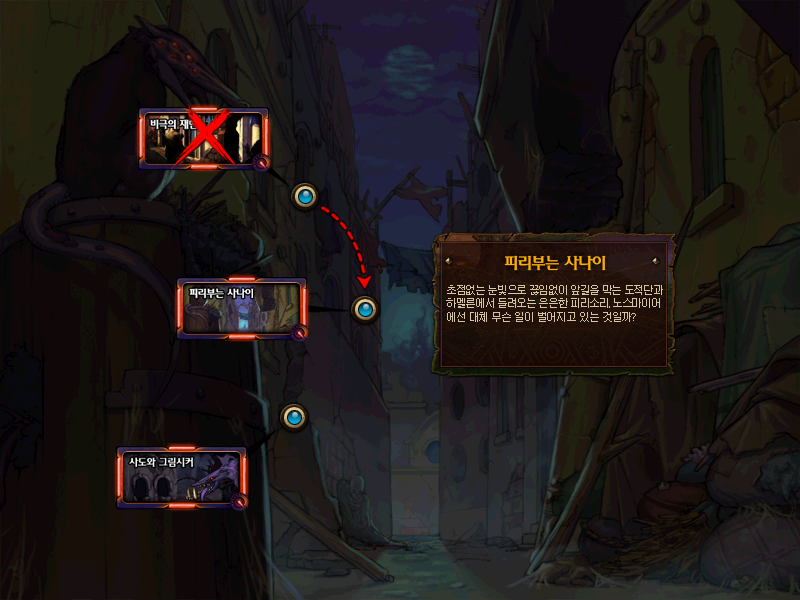 비극의
피리부는 사나이
피리부는 사나이
초점없는 눈빛으로 끊임없이 앞길을 막는 도적단과
히멜른에서 들려오는 은은한 피리소리, 노스마이어
에선 대체 무슨 일이 벌어지고 있는 것일까?
사도와 그림시커